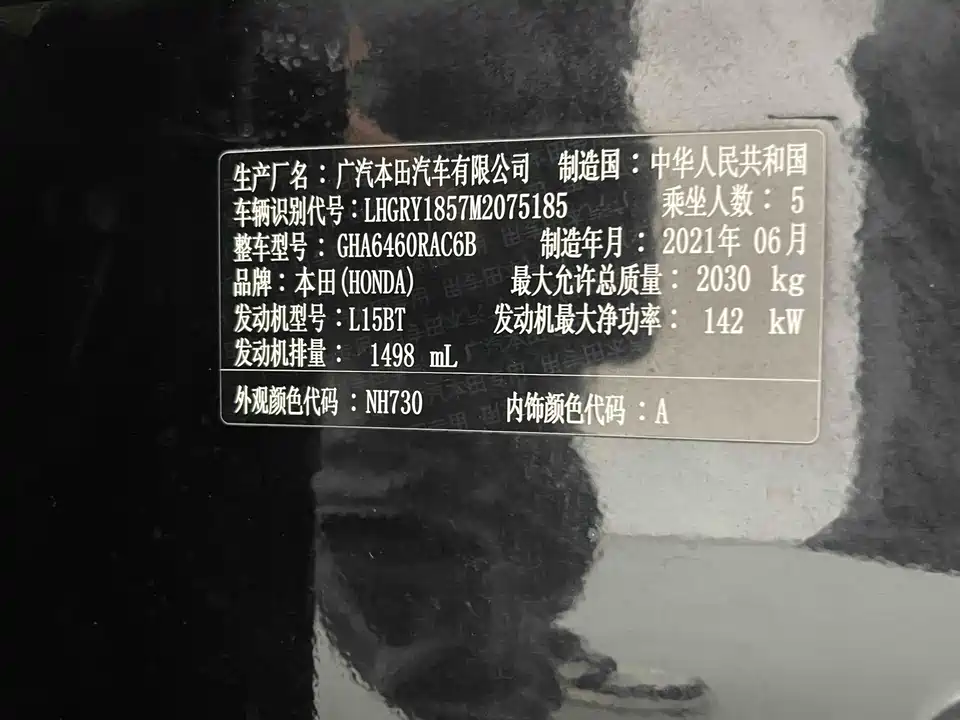 生产厂名：广汽本田汽车有限公司 制造国：中华人民共和国
车辆识别代号：LHGRY1857M2075185 乘坐人数：5
整车型号：GHA6460RAC6B 制造年月：2021年 06月
品牌：本田(HONDA) 最大允许总质量：2030 kg
发动机型号：L15BT 发动机最大净功率：142 kW
发动机排量：1498 mL
外观颜色代码：NH730 内饰颜色代码：A